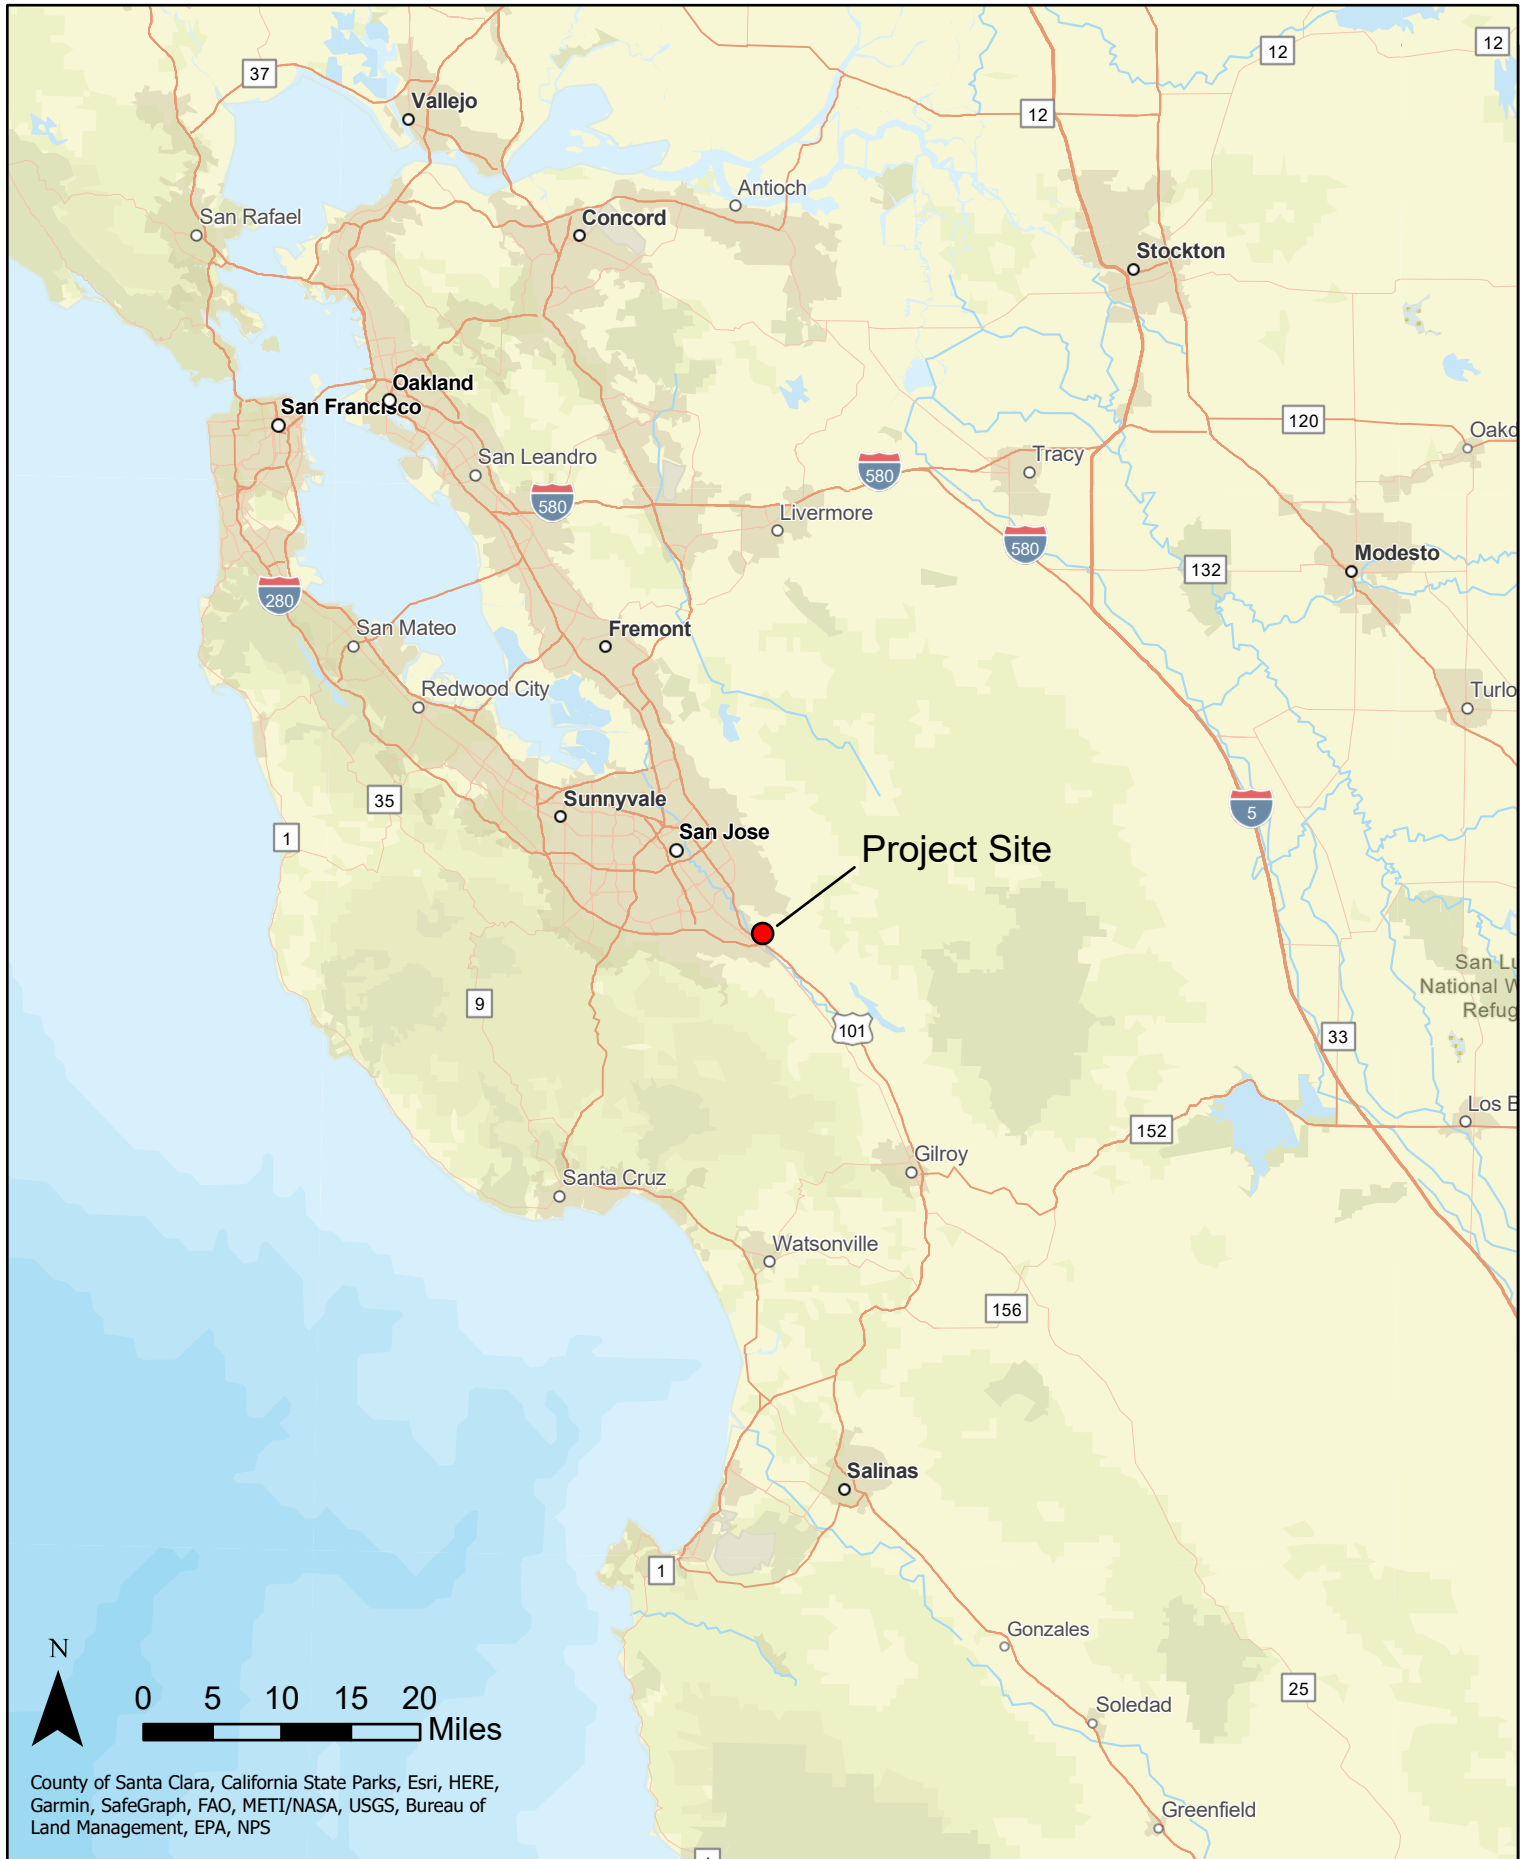 12
12
37
Vallejo
12
Antioch
San Rafael
Concord
Stockton
Oakland
San Francisco
120
Oakd
San Leandro
Tracy
580
580
Livermore
580
Modesto
132
280
San Mateo
Fremont
Redwood City
Turlo
35
Sunnyvale
5
1
San Jose
Project Site
San Lu
National W
Refug
9
101
33
Los B
152
Gilroy
Santa Cruz
Watsonville
156
Salinas
1
Gonzales
N
25
0 5 10 15 20
Miles
Soledad
County of Santa Clara, California State Parks, Esri, HERE,
Garmin, SafeGraph, FAO, METI/NASA, USGS, Bureau of
Land Management, EPA, NPS
Greenfield